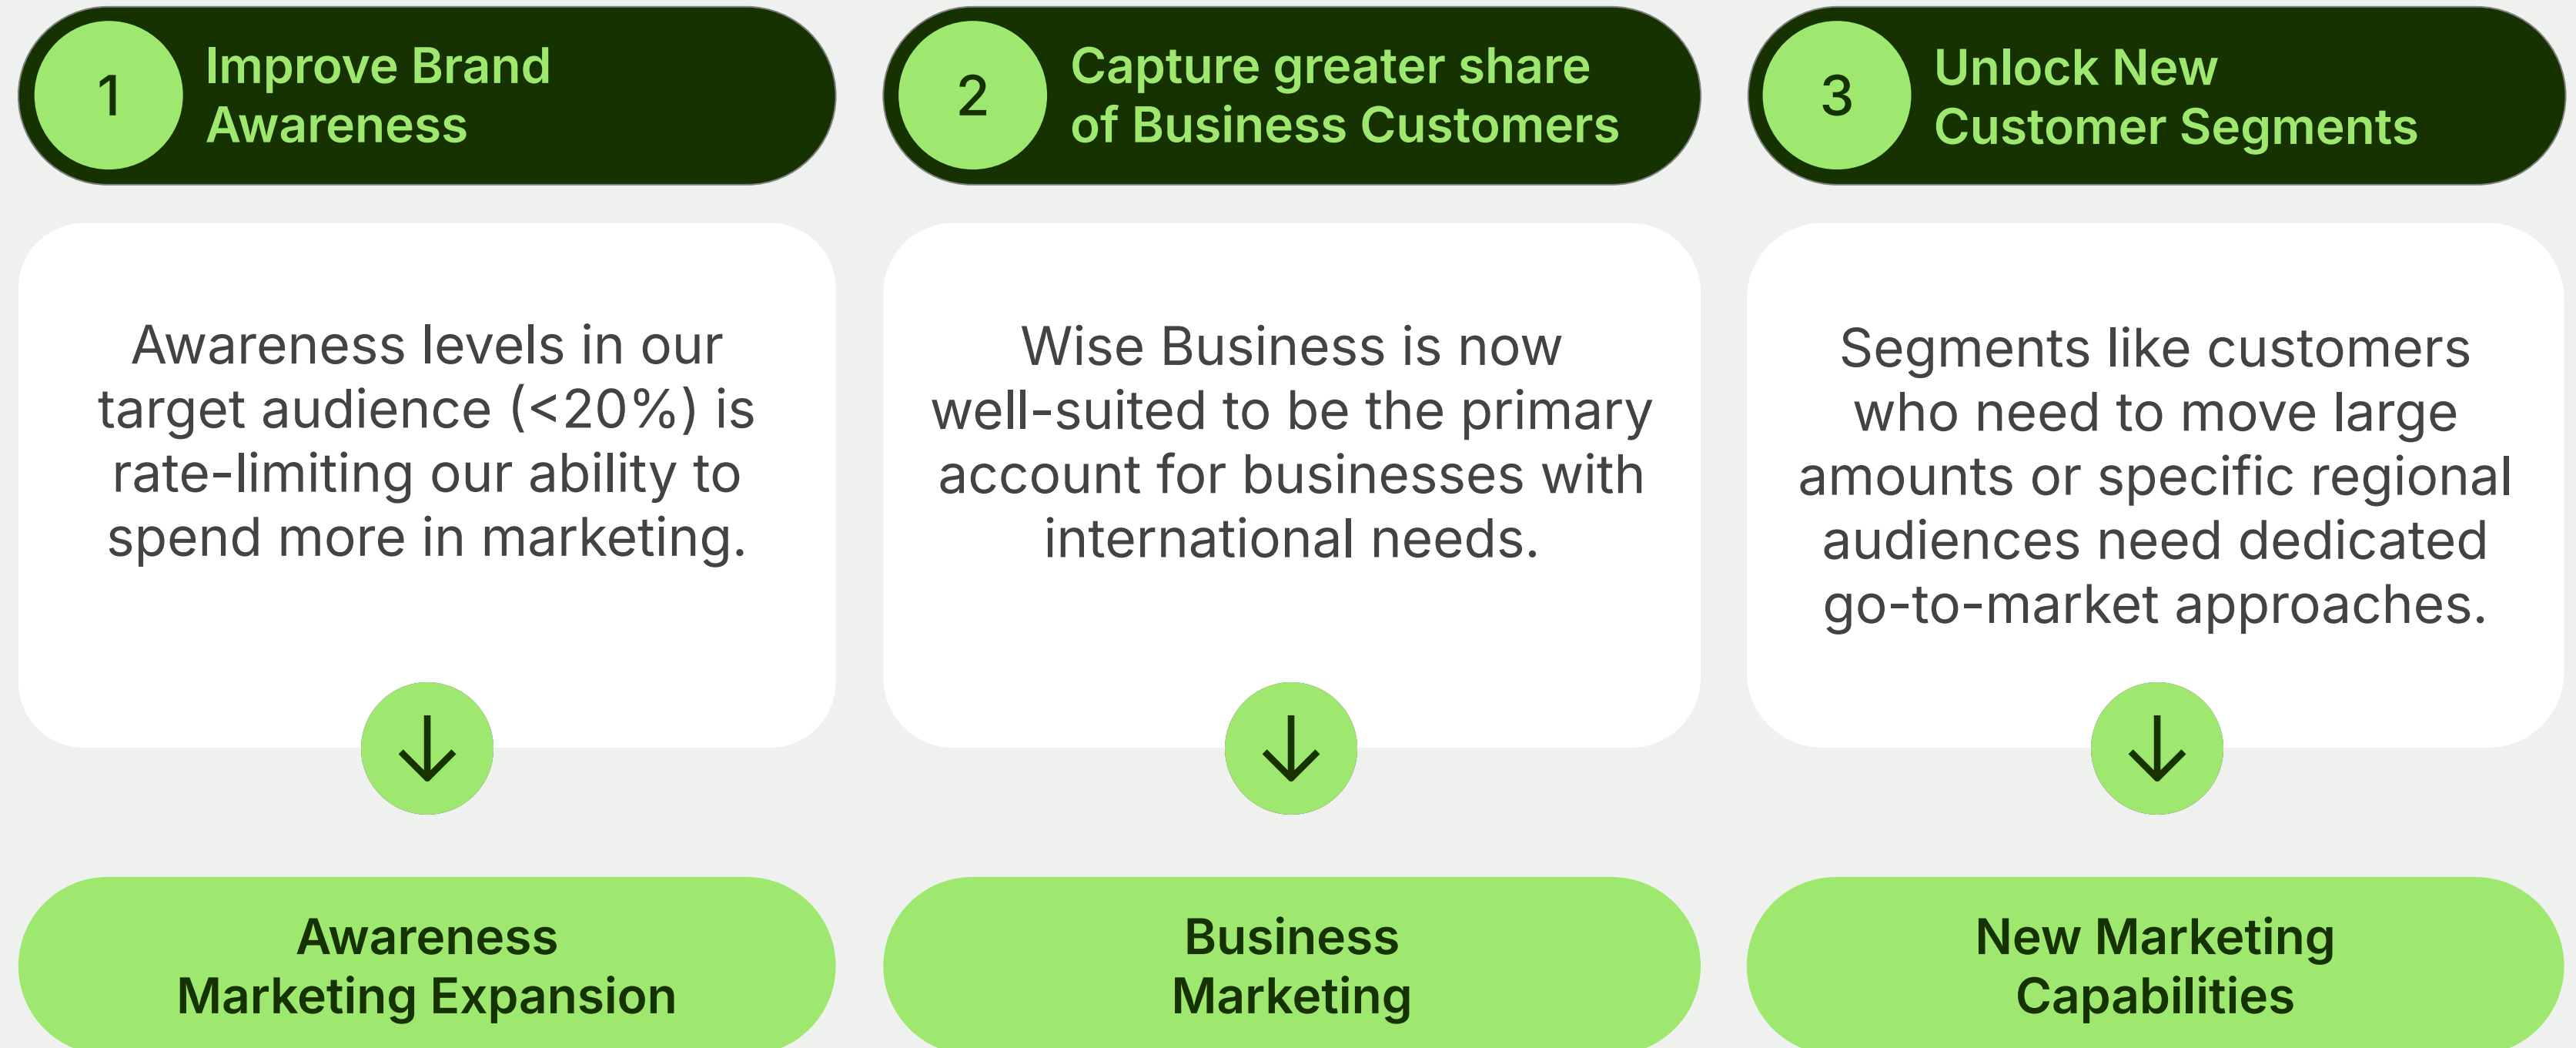 1
Improve Brand
Awareness
Awareness levels in our
target audience (<20%) is
rate-limiting our ability to
spend more in marketing.
Awareness
Marketing Expansion
2
Capture greater share
of Business Customers
Wise Business is now
well-suited to be the primary
account for businesses with
international needs.
Business
Marketing
3
Unlock New
Customer Segments
Segments like customers
who need to move large
amounts or specific regional
audiences need dedicated
go-to-market approaches.
New Marketing
Capabilities